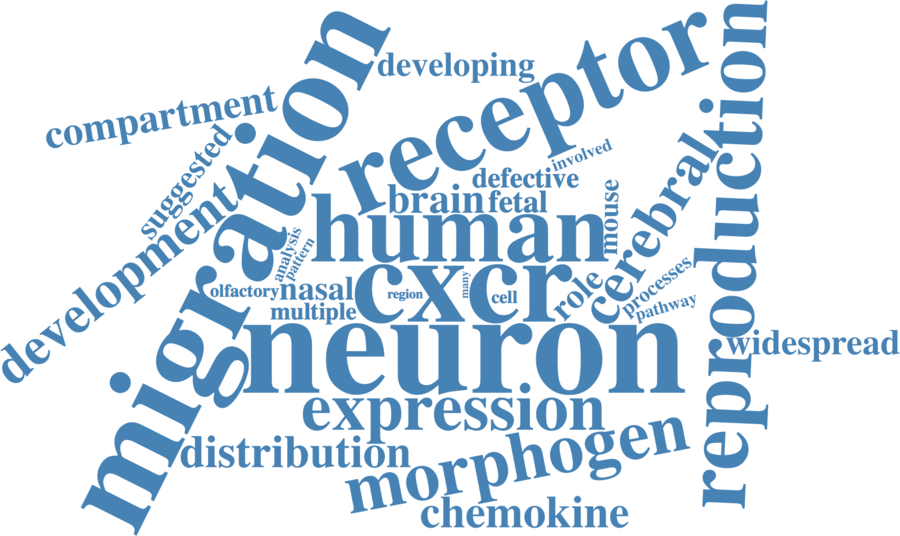 migration
receptor
reproduction
developing
compartment
suggested
involved
defective
brain
fetal
mouse
cerebral
human
development
analysis
pattern
olfactory
nasal
cxcr
region
many
cell
role
processes
pathway
multiple
neuron
widespread
expression
distribution
morphogen
chemokine